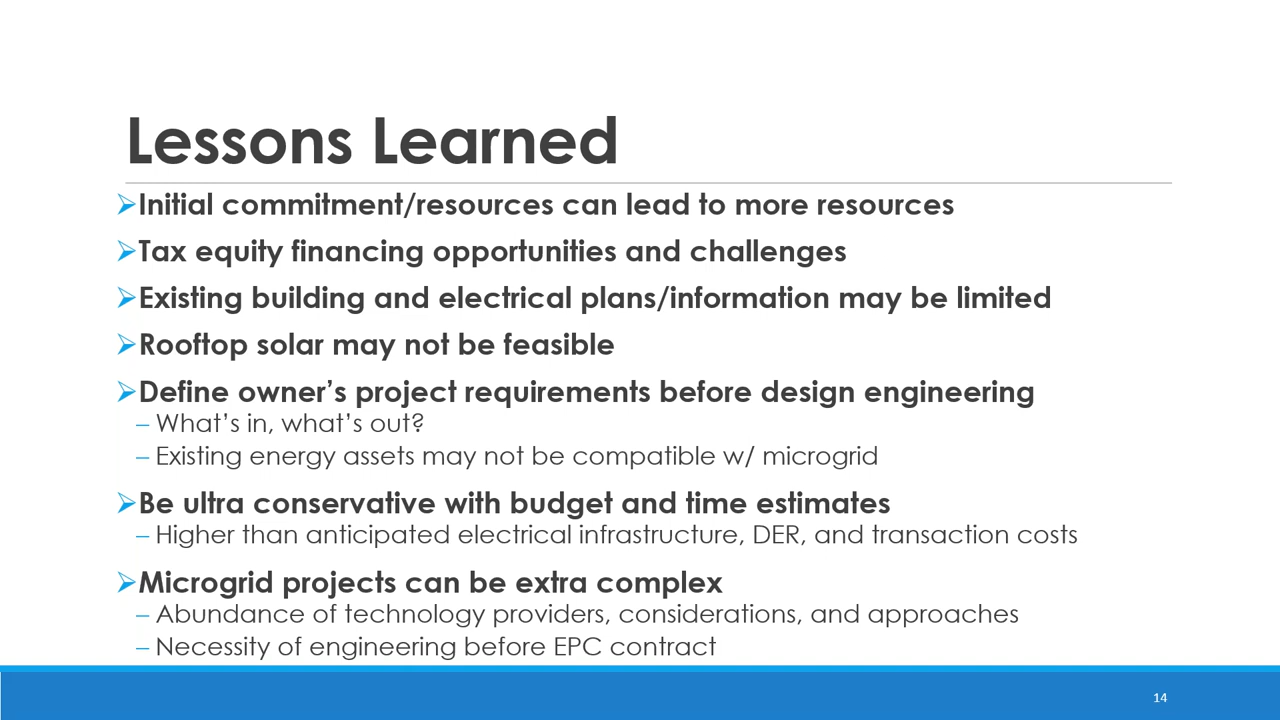 Lessons Learned
➢Initial commitment/resources can lead to more resources
➢Tax equity financing opportunities and challenges
➢Existing building and electrical plans/information may be limited
➢Rooftop solar may not be feasible
➢Define owner’s project requirements before design engineering
– What’s in, what’s out?
– Existing energy assets may not be compatible w/ microgrid
➢Be ultra conservative with budget and time estimates
– Higher than anticipated electrical infrastructure, DER, and transaction costs
➢Microgrid projects can be extra complex
– Abundance of technology providers, considerations, and approaches
– Necessity of engineering before EPC contract
14